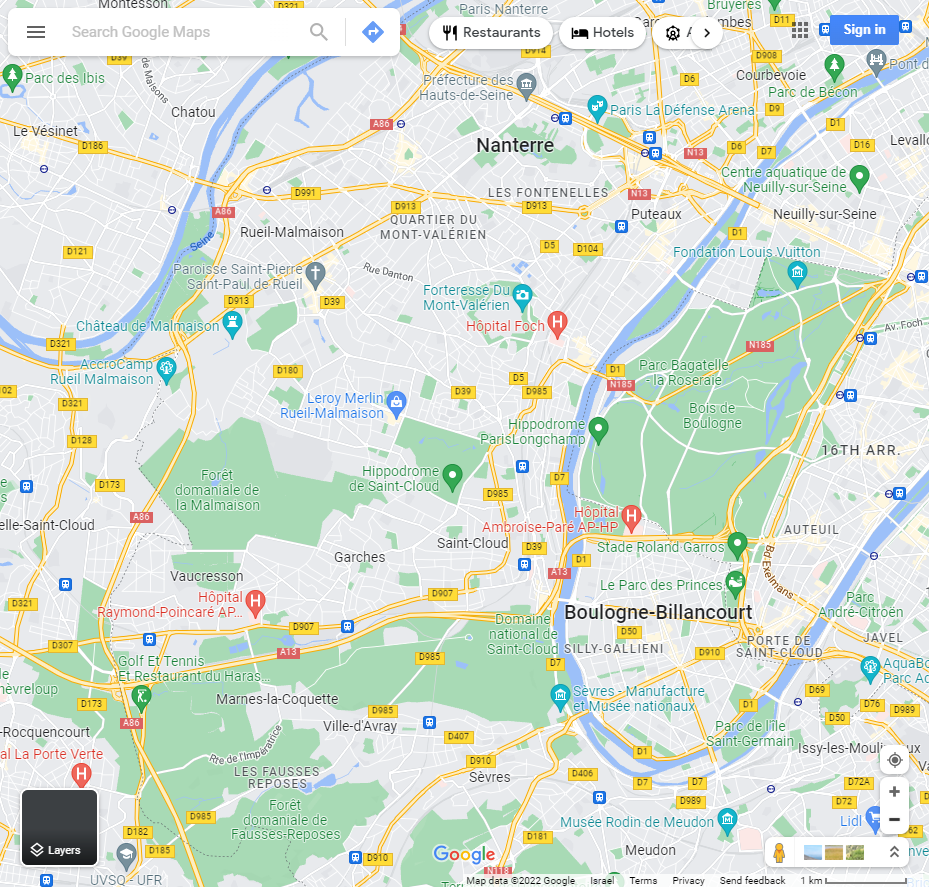 Montesson
D321
Paris Nanterre
Bruyères
D11
Search Google Maps
Restaurants
Hotels
Sign in
D39
D914
D908
Parc des Ibis
Préfecture des
Hauts-de-Seine
D6
Courbevoie
Parc de Bécon
Chatou
Paris La Défense Arena
D9
Le Vésinet
A86
D1
D186
Nanterre
N13
D6
D7
D16
Centre aquatique de
Neuilly-sur-Seine
D991
LES FONTENELLES
N13
A86
D913
D913
Puteaux
Neuilly-sur-Seine
QUARTIER DU
MONT-VALÉRIEN
Seine
Rueil-Malmaison
D1
D121
D5
D104
Fondation Louis Vuitton
Paroisse Saint-Pierre
Saint-Paul de Rueil
Rue Danton
Forteresse Du
Mont-Valérien
D913
D39
Château de Malmaison
Hôpital Foch
Av. Foch
D321
N185
AccroCamp
Rueil Malmaison
D180
D5
D1
Parc Bagatelle
- la Roseraie
N185
D39
D985
D321
Leroy Merlin
Rueil-Malmaison
Bois de
Boulogne
Hippodrome
ParisLongchamp
D128
16TH ARR.
Forêt
domaniale de
la Malmaison
Hippodrome
de Saint-Cloud
D7
D173
D985
A86
Hôpital
Ambroise-Paré AP-HP
elle-Saint-Cloud
AUTEUIL
Saint-Cloud
D39
Stade Roland Garros
Garches
D1
A13
Bd Exelmans
Vaucresson
Le Parc des Princes
Hôpital
Raymond-Poincaré AP...
D907
Parc
André-Citroën
D321
Boulogne-Billancourt
D907
Domaine
national de
Saint-Cloud
D50
D307
A13
SILLY-GALLIENI
D910
PORTE DE
SAINT-CLOUD
JAVEL
D985
D7
Golf Et Tennis
Et Restaurant du Haras...
D173
Marne-la-Coquette
Sèvres - Manufacture
et Musée nationaux
D69
D76
D1
D989
A86
D985
D50
Ville-d'Avray
Parc de l'île
Saint-Germain
-Rocquencourt
D407
Issy-les-Mouli
al La Porte Verte
Rte de l'Impératrice
D1
D910
LES FAUSSES
REPOSES
Sèvres
D406
D7
D7
D72A
D989
D72
Forêt
domaniale de
Fausses-Reposes
D985
Musée Rodin de Meudon
Lidl
D182
D181
Layers
D185
Google
Meudon
D910
UVSQ - UFR
N118
Map data ©2022 Google
Israel
Terms
Privacy
Send feedback
1 km